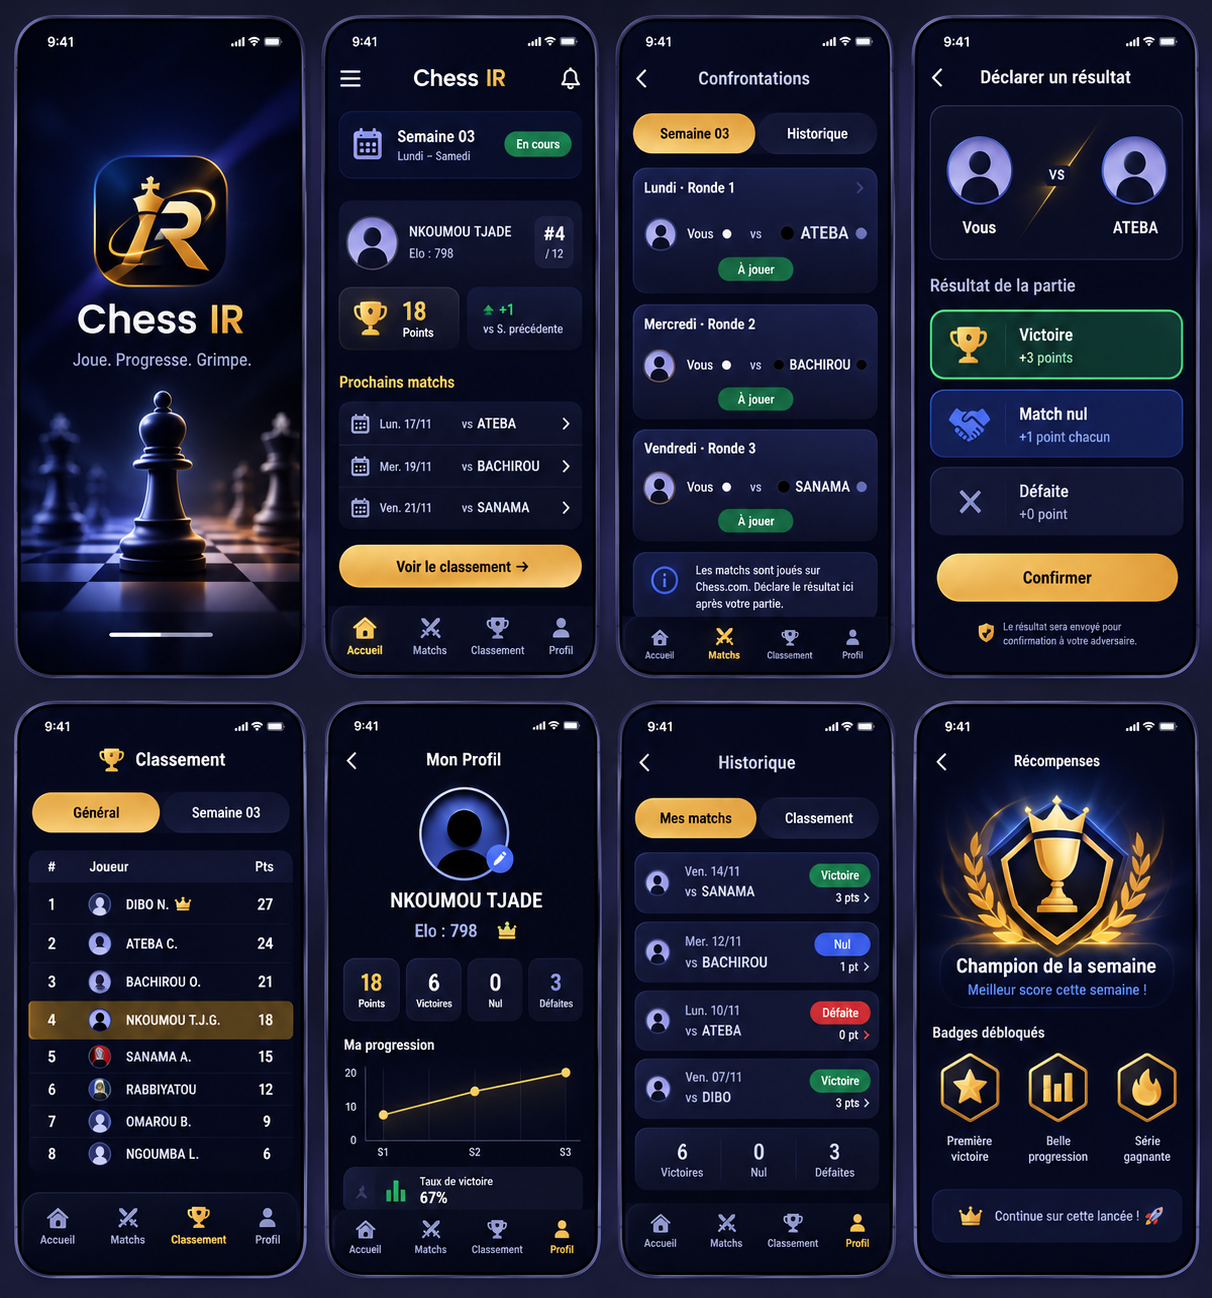 9:41
IR
Chess IR
Joue. Progresse. Grimpe.
9:41
Chess IR
Semaine 03
Lundi – Samedi
En cours
NKOUMOU TJADE
Elo : 798
#4
/ 12
18
Points
+1
vs S. précédente
Prochains matchs
Lun. 17/11 vs ATEBA
Mer. 19/11 vs BACHIROU
Ven. 21/11 vs SANAMA
Voir le classement →
Accueil Matchs Classement Profil
9:41
Confrontations
Semaine 03 Historique
Lundi · Ronde 1
Vous vs ATEBA
À jouer
Mercredi · Ronde 2
Vous vs BACHIROU
À jouer
Vendredi · Ronde 3
Vous vs SANAMA
À jouer
Les matchs sont joués sur
Chess.com. Déclare le résultat ici
après votre partie.
Accueil Matchs Classement Profil
9:41
Déclarer un résultat
VS
Vous ATEBA
Résultat de la partie
Victoire
+3 points
Match nul
+1 point chacun
Défaite
+0 point
Confirmer
Le résultat sera envoyé pour
confirmation à votre adversaire.
9:41
Classement
Général Semaine 03
# Joueur Pts
1 DIBO N. 27
2 ATEBA C. 24
3 BACHIROU O. 21
4 NKOUMOU T.J.G. 18
5 SANAMA A. 15
6 RABBIYATOU 12
7 OMAROU B. 9
8 NGOUMBA L. 6
Accueil Matchs Classement Profil
9:41
Mon Profil
NKOUMOU TJADE
Elo : 798
18 6 0 3
Points Victoires Nul Défaites
Ma progression
20
10
0
S1 S2 S3
Taux de victoire
67%
Accueil Matchs Classement Profil
9:41
Historique
Mes matchs Classement
Ven. 14/11 Victoire
vs SANAMA 3 pts
Mer. 12/11 Nul
vs BACHIROU 1 pt
Lun. 10/11 Défaite
vs ATEBA 0 pt
Ven. 07/11 Victoire
vs DIBO 3 pts
6 0 3
Victoires Nul Défaites
Accueil Matchs Classement Profil
9:41
Récompenses
Champion de la semaine
Meilleur score cette semaine !
Badges débloqués
Première
victoire
Belle
progression
Série
gagnante
Continue sur cette lancée ! 🚀